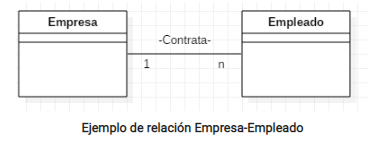 Empresa
Empleado
-Contrata-
1
n
Ejemplo de relación Empresa-Empleado